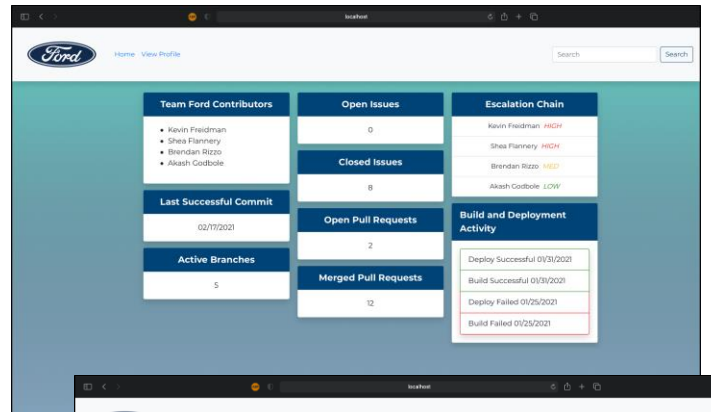 localhost
Ford
Home View Profile
Search
Search
Team Ford Contributors
Kevin Freidman
Shea Flannery
Brendan Rizzo
Akash Godbole
Last Successful Commit
02/17/2021
Active Branches
5
Open Issues
0
Closed Issues
8
Open Pull Requests
2
Merged Pull Requests
12
Escalation Chain
Kevin Freidman HIGH
Shea Flannery HIGH
Brendan Rizzo MED
Akash Godbole LOW
Build and Deployment
Activity
Deploy Successful 01/31/2021
Build Successful 01/31/2021
Deploy Failed 01/25/2021
Build Failed 01/25/2021
localhost